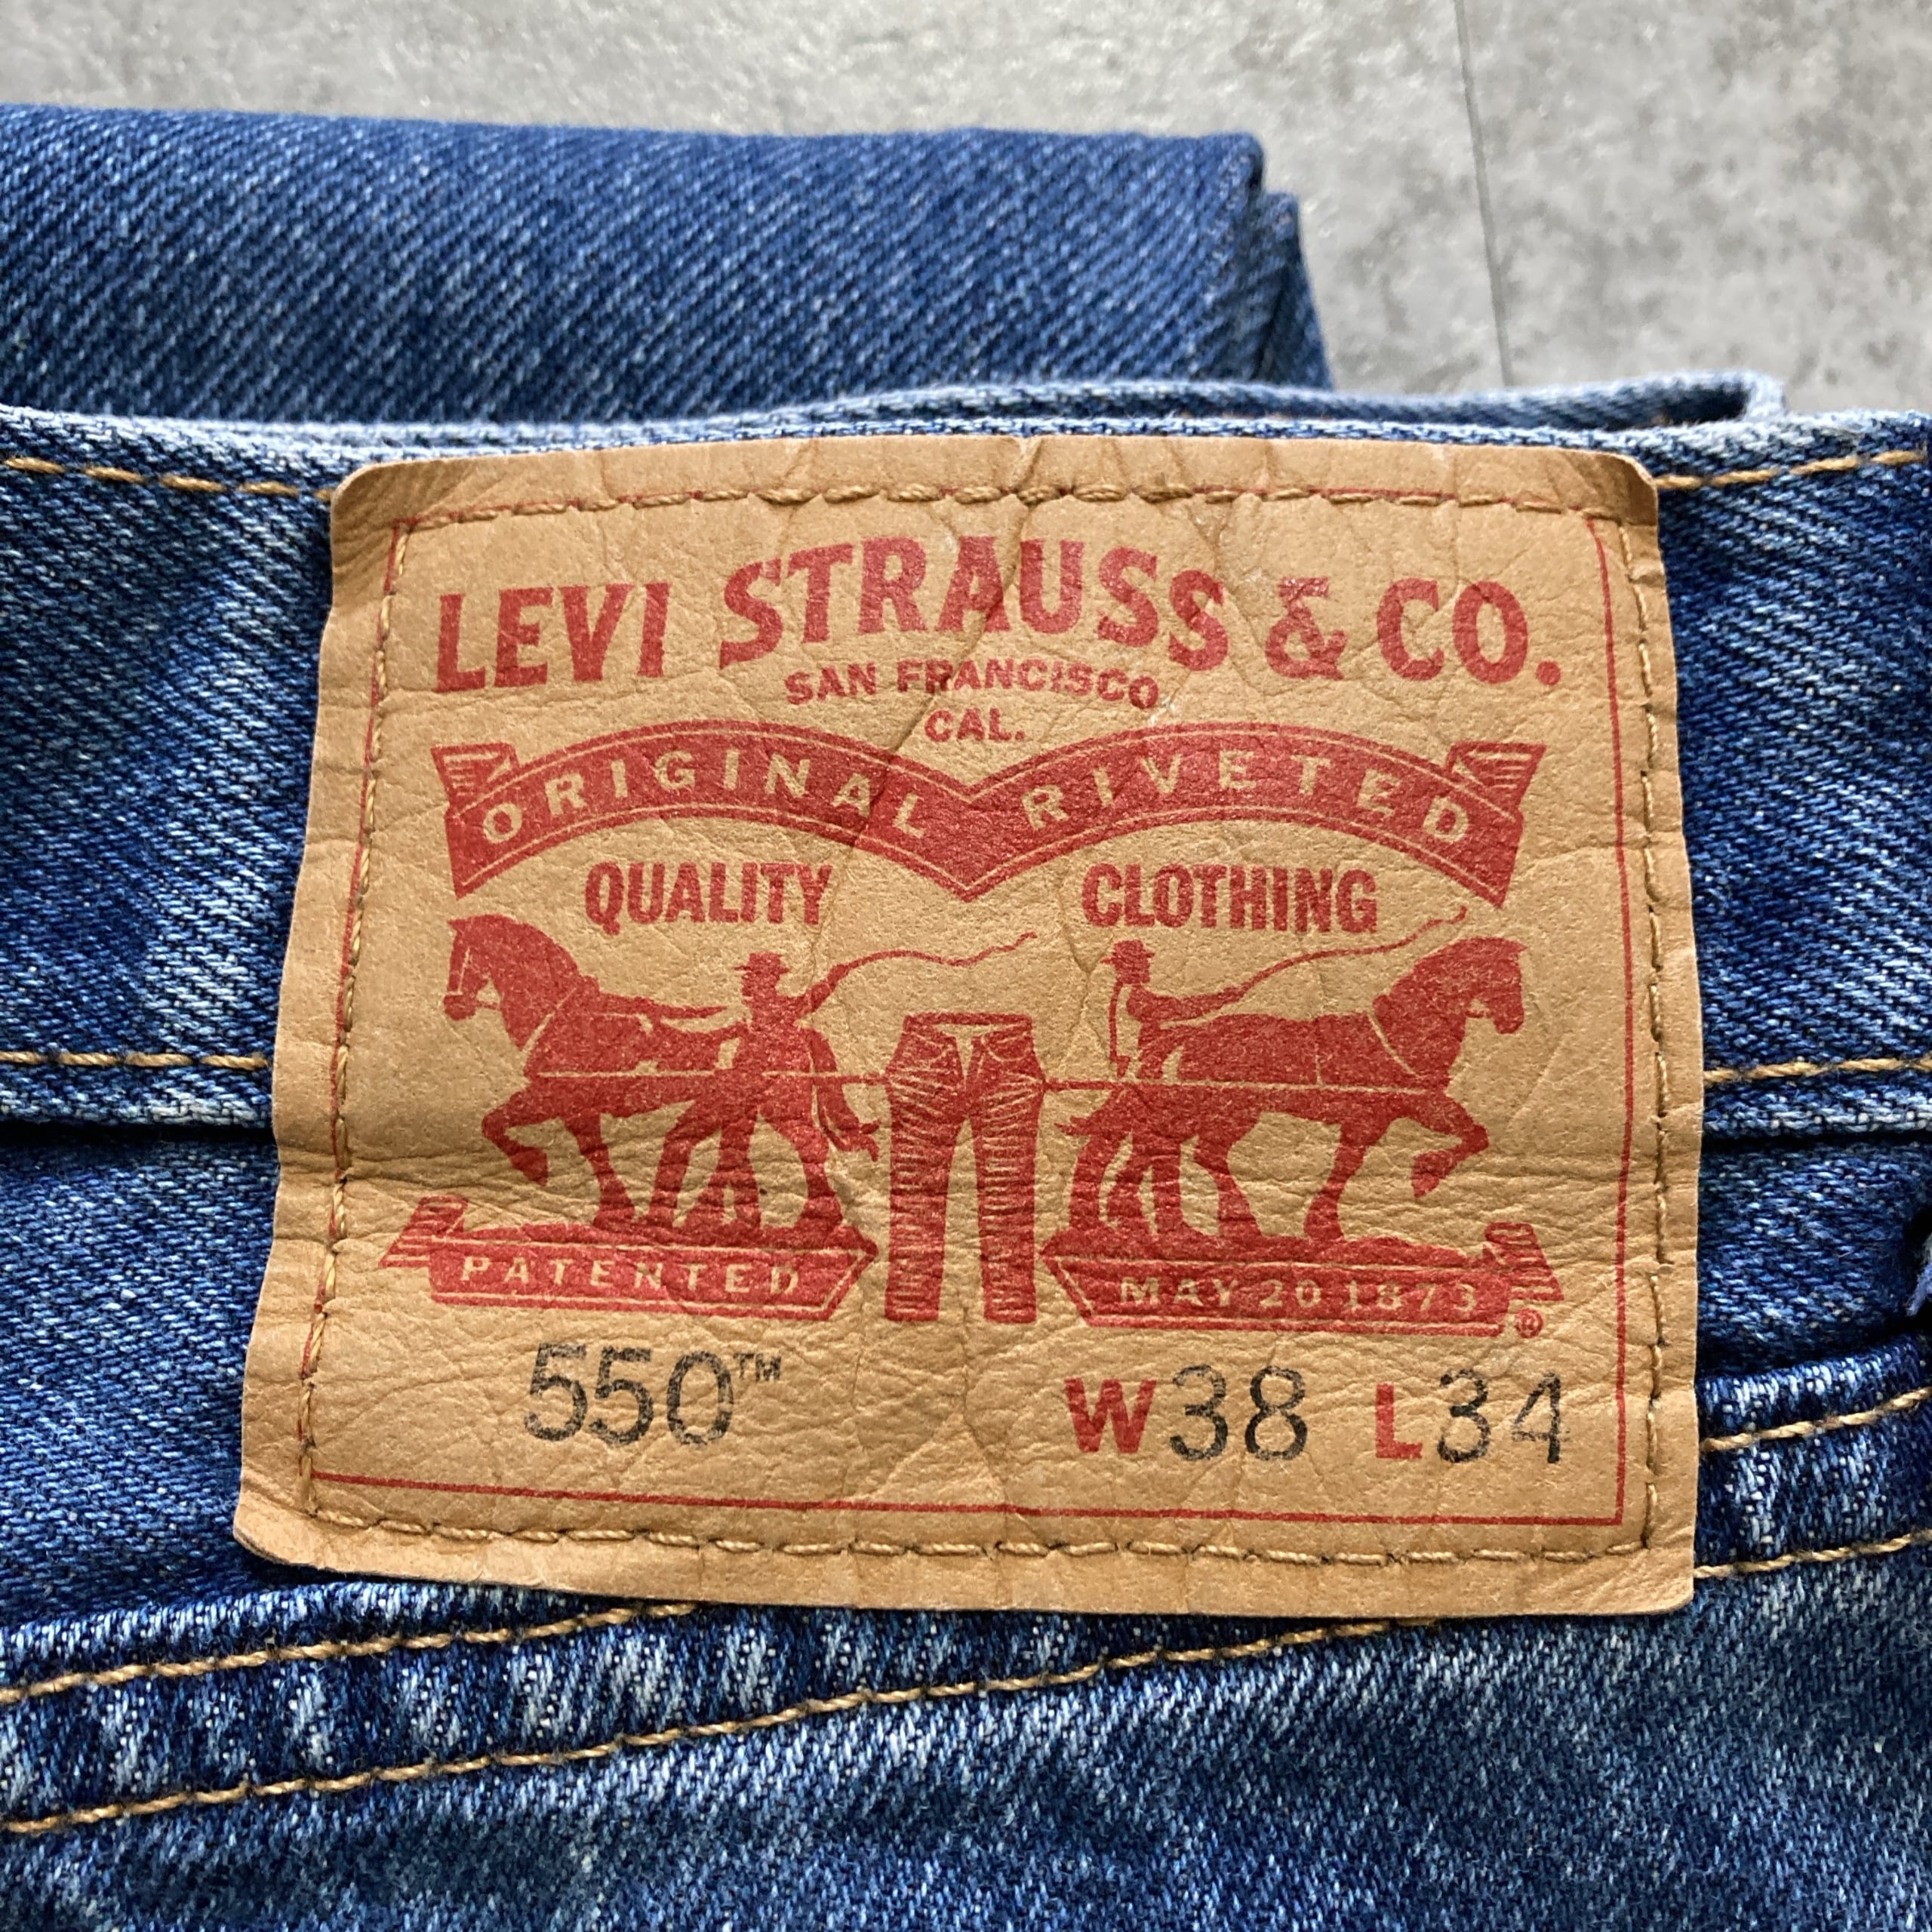 LEVI STRAUSS & CO.
SAN FRANCISCO
CAL.
ORIGINAL RIVETED
QUALITY CLOTHING
PATENTED MAY 20 1873 ®
550™ W38 L34